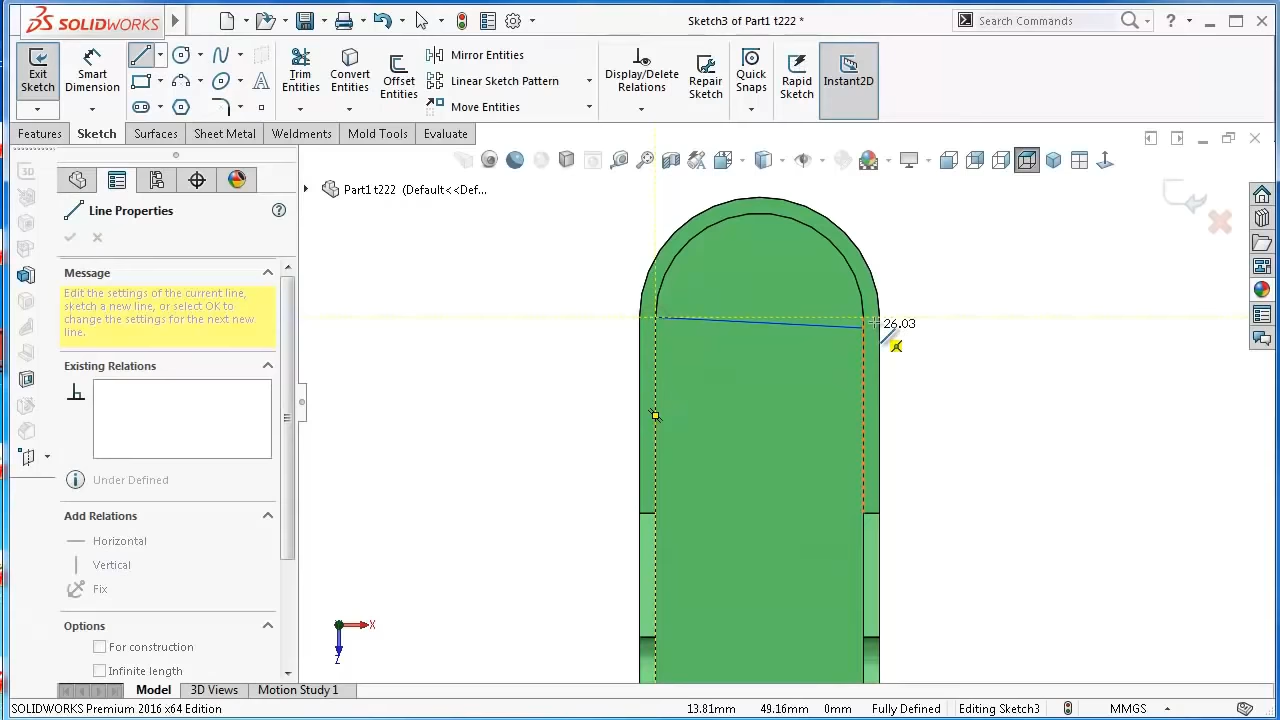 SOLIDWORKS
Sketch3 of Part1 t222 *
Search Commands
Exit Sketch
Smart Dimension
Trim Entities
Convert Entities
Offset Entities
Mirror Entities
Linear Sketch Pattern
Move Entities
Display/Delete Relations
Repair Sketch
Quick Snaps
Rapid Sketch
Instant2D
Features
Sketch
Surfaces
Sheet Metal
Weldments
Mold Tools
Evaluate
Part1 t222 (Default<<Def...
Line Properties
Message
Edit the settings of the current line,
sketch a new line, or select OK to
change the settings for the next new
line.
Existing Relations
Under Defined
Add Relations
Horizontal
Vertical
Fix
Options
For construction
Infinite length
26.03
X
Z
Model
3D Views
Motion Study 1
SOLIDWORKS Premium 2016 x64 Edition
13.81mm
49.16mm
0mm
Fully Defined
Editing Sketch3
MMGS